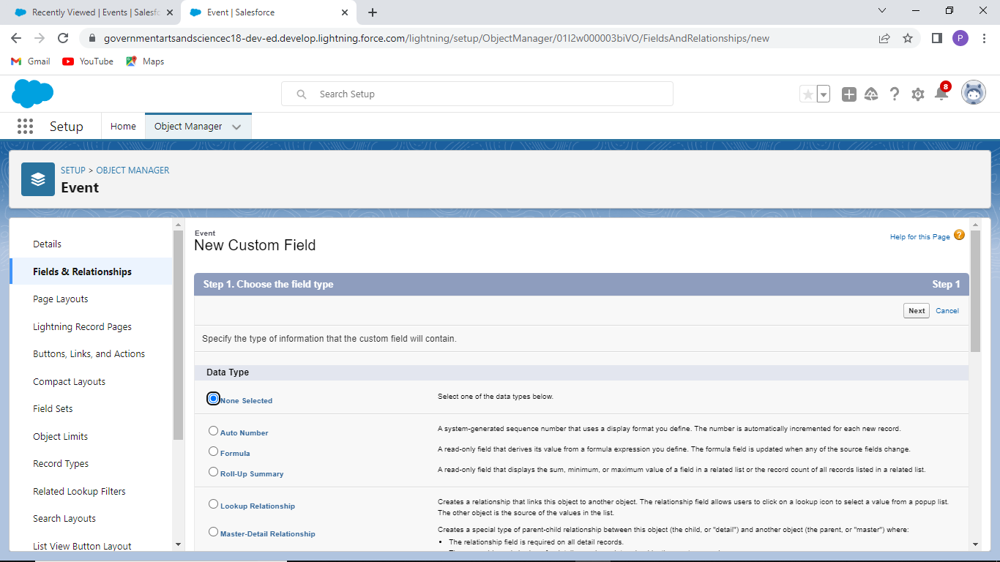 Recently Viewed | Events | Salesfo
Event | Salesforce
governmentartsandsciencec18-dev-ed.develop.lightning.force.com/lightning/setup/ObjectManager/01I2w000003biVO/FieldsAndRelationships/new
P
Gmail
YouTube
Maps
Search Setup
8
Setup
Home
Object Manager
SETUP > OBJECT MANAGER
Event
Details
Fields & Relationships
Page Layouts
Lightning Record Pages
Buttons, Links, and Actions
Compact Layouts
Field Sets
Object Limits
Record Types
Related Lookup Filters
Search Layouts
List View Button Layout
Event
New Custom Field
Help for this Page
Step 1. Choose the field type
Step 1
Next
Cancel
Specify the type of information that the custom field will contain.
Data Type
None Selected
Select one of the data types below.
Auto Number
A system-generated sequence number that uses a display format you define. The number is automatically incremented for each new record.
Formula
A read-only field that derives its value from a formula expression you define. The formula field is updated when any of the source fields change.
Roll-Up Summary
A read-only field that displays the sum, minimum, or maximum value of a field in a related list or the record count of all records listed in a related list.
Lookup Relationship
Creates a relationship that links this object to another object. The relationship field allows users to click on a lookup icon to select a value from a popup list.
The other object is the source of the values in the list.
Master-Detail Relationship
Creates a special type of parent-child relationship between this object (the child, or "detail") and another object (the parent, or "master") where:
• The relationship field is required on all detail records.